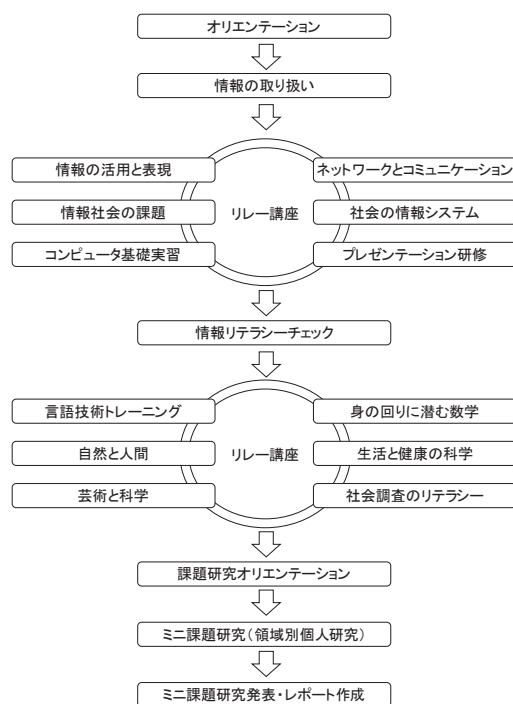 オリエンテーション
情報の取り扱い
情報の活用と表現
ネットワークとコミュニケーション
情報社会の課題
リレー講座
社会の情報システム
コンピュータ基礎実習
プレゼンテーション研修
情報リテラシーチェック
言語技術トレーニング
身の回りに潜む数学
自然と人間
リレー講座
生活と健康の科学
芸術と科学
社会調査のリテラシー
課題研究オリエンテーション
ミニ課題研究(領域別個人研究)
ミニ課題研究発表・レポート作成